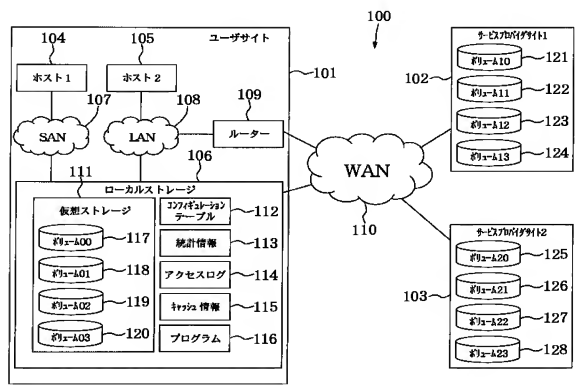 100
ユーザサイト
101
104
ホスト1
105
ホスト2
107
SAN
108
LAN
109
ルーター
106
ローカルストレージ
111
仮想ストレージ
ボリューム00
117
ボリューム01
118
ボリューム02
119
ボリューム03
120
コンフィギュレーション
テーブル
112
統計情報
113
アクセスログ
114
キャッシュ情報
115
プログラム
116
WAN
110
サービスプロバイダサイト1
102
ボリューム10
121
ボリューム11
122
ボリューム12
123
ボリューム13
124
サービスプロバイダサイト2
103
ボリューム20
125
ボリューム21
126
ボリューム22
127
ボリューム23
128